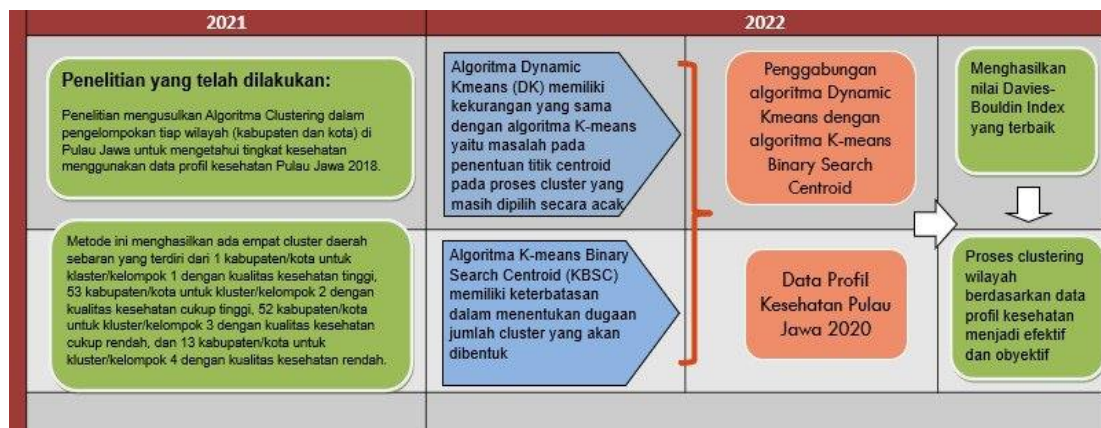 2021
2022
Penelitian yang telah dilakukan:
Penelitian mengusulkan Algoritma Clustering dalam
pengelompokan tiap wilayah (kabupaten dan kota) di
Pulau Jawa untuk mengetahui tingkat kesehatan
menggunakan data profil kesehatan Pulau Jawa 2018.
Metode ini menghasilkan ada empat cluster daerah
sebaran yang terdiri dari 1 kabupaten/kota untuk
klaster/kelompok 1 dengan kualitas kesehatan tinggi,
53 kabupaten/kota untuk kluster/kelompok 2 dengan
kualitas kesehatan cukup tinggi, 52 kabupaten/kota
untuk kluster/kelompok 3 dengan kualitas kesehatan
cukup rendah, dan 13 kabupaten/kota untuk
kluster/kelompok 4 dengan kualitas kesehatan rendah.
Algoritma Dynamic
Kmeans (DK) memiliki
kekurangan yang sama
dengan algoritma K-means
yaitu masalah pada
penentuan titik centroid
pada proses cluster yang
masih dipilih secara acak
Algoritma K-means Binary
Search Centroid (KBSC)
memiliki keterbatasan
dalam menentukan dugaan
jumlah cluster yang akan
dibentuk
Penggabungan
algoritma Dynamic
Kmeans dengan
algoritma K-means
Binary Search
Centroid
Data Profil
Kesehatan Pulau
Jawa 2020
Menghasilkan
nilai Davies-
Bouldin Index
yang terbaik
Proses clustering
wilayah
berdasarkan data
profil kesehatan
menjadi efektif
dan obyektif